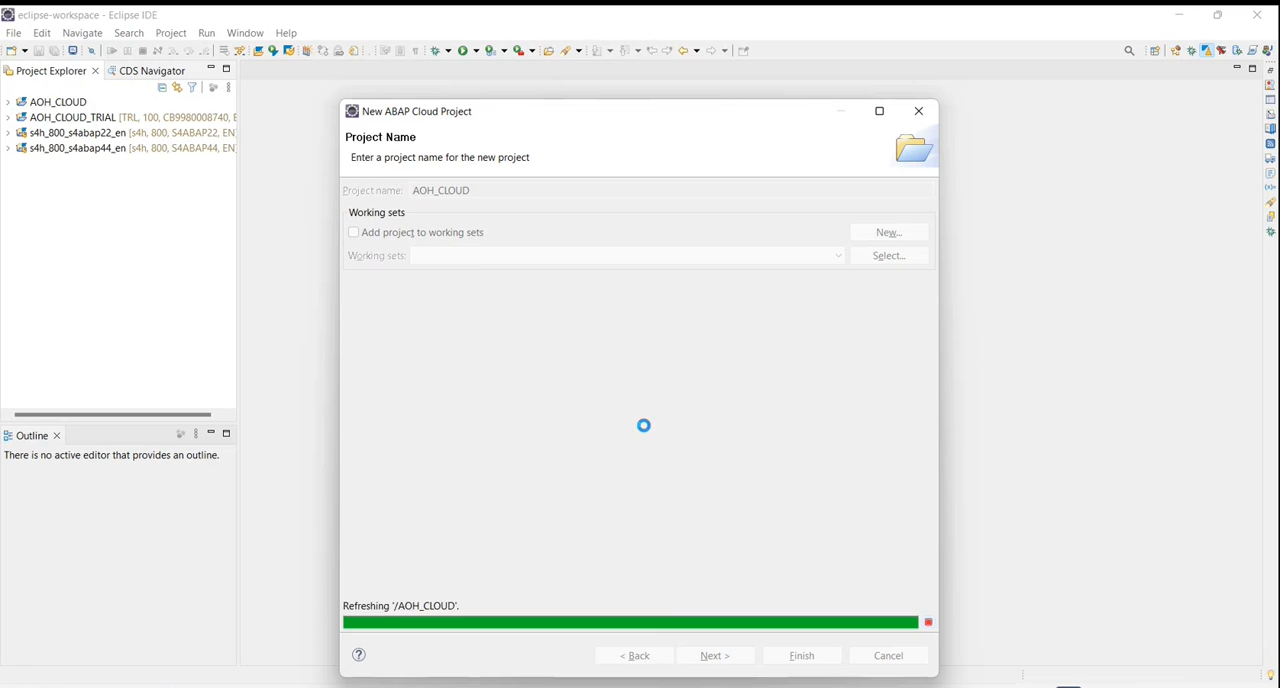 eclipse-workspace - Eclipse IDE
File Edit Navigate Search Project Run Window Help
Project Explorer CDS Navigator
AOH_CLOUD
AOH_CLOUD_TRIAL [TRL, 100, CB9980008740, E
s4h_800_s4abap22_en [s4h, 800, S4ABAP22, EN
s4h_800_s4abap44_en [s4h, 800, S4ABAP44, EN
Outline
There is no active editor that provides an outline.
New ABAP Cloud Project
Project Name
Enter a project name for the new project
Project name: AOH_CLOUD
Working sets
Add project to working sets New...
Working sets: Select...
Refreshing '/AOH_CLOUD'.
< Back Next > Finish Cancel